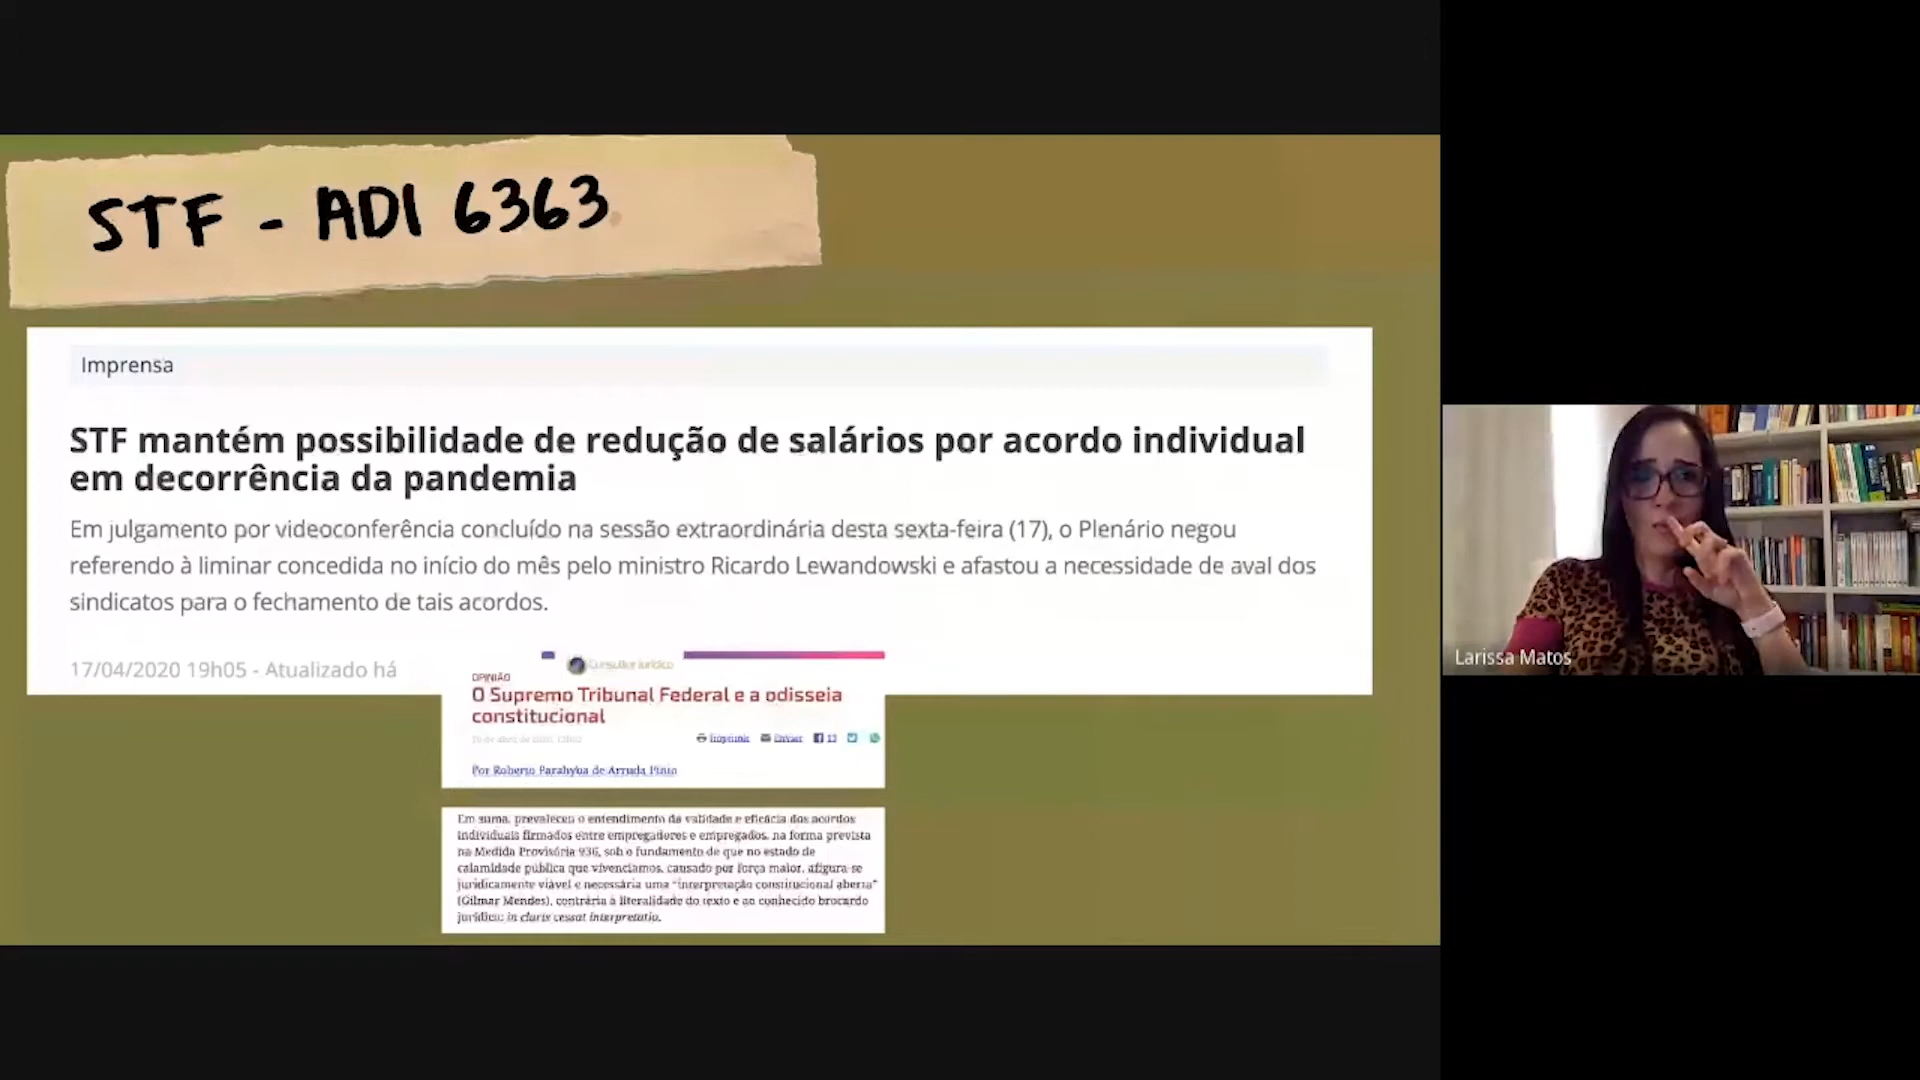 STF - ADI 6363
Imprensa
STF mantém possibilidade de redução de salários por acordo individual
em decorrência da pandemia
Em julgamento por videoconferência concluído na sessão extraordinária desta sexta-feira (17), o Plenário negou
referendo à liminar concedida no início do mês pelo ministro Ricardo Lewandowski e afastou a necessidade de aval dos
sindicatos para o fechamento de tais acordos.
17/04/2020 19h05 - Atualizado há
Consultor Jurídico
OPINIÃO
O Supremo Tribunal Federal e a odisseia
constitucional
Imprimir Enviar
Por Roberto Parahyba de Arruda Pinto
Em suma, prevaleceu o entendimento da validade e eficácia dos acordos
individuais firmados entre empregadores e empregados, na forma prevista
na Medida Provisória 936, sob o fundamento de que no estado de
calamidade pública que vivenciamos, causado por força maior, afigura-se
juridicamente viável e necessária uma "interpretação constitucional aberta"
(Gilmar Mendes), contrária à literalidade do texto e ao conhecido brocardo
jurídico: in claris cessat interpretatio.
Larissa Matos